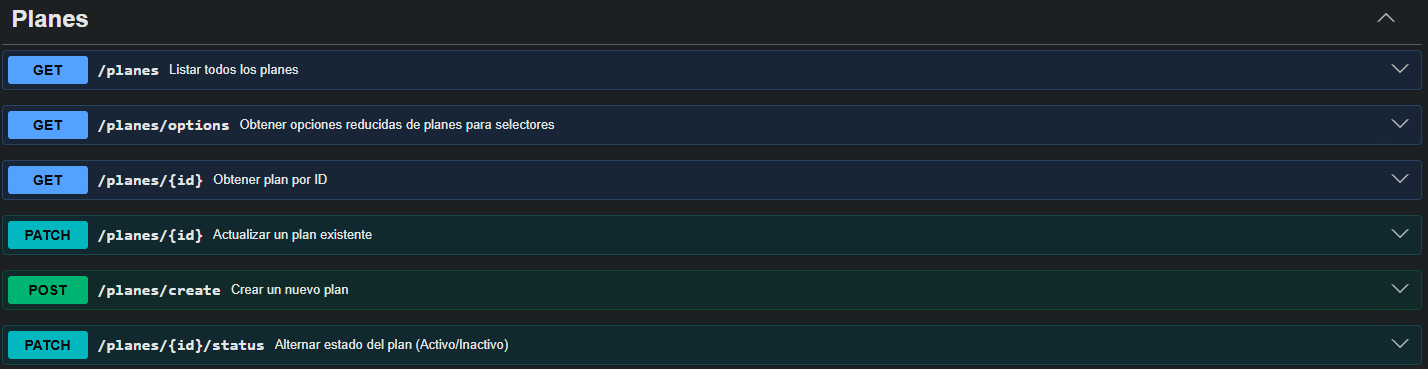 Planes
GET /planes Listar todos los planes
GET /planes/options Obtener opciones reducidas de planes para selectores
GET /planes/{id} Obtener plan por ID
PATCH /planes/{id} Actualizar un plan existente
POST /planes/create Crear un nuevo plan
PATCH /planes/{id}/status Alternar estado del plan (Activo/Inactivo)